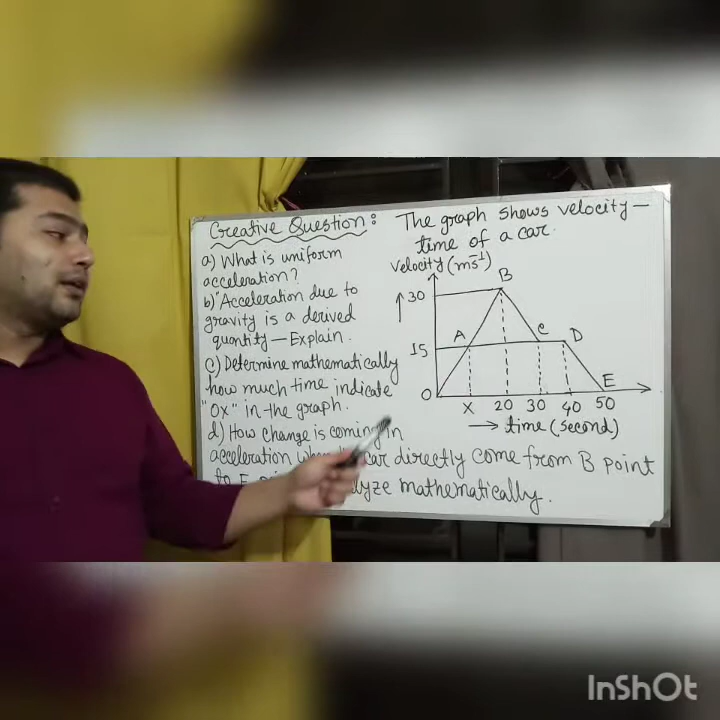 Creative Question:
The graph shows velocity—
time of a car.
a) What is uniform
acceleration?
b) "Acceleration due to
gravity is a derived
quantity — Explain.
c) Determine mathematically
how much time indicate
"OX" in the graph.
d) How change is coming in
acceleration when car directly come from B point
to E mathematically.
Velocity (ms⁻¹)
B
30
A
C
D
15
E
0
X 20 30 40 50
→ time (second)
InShOt